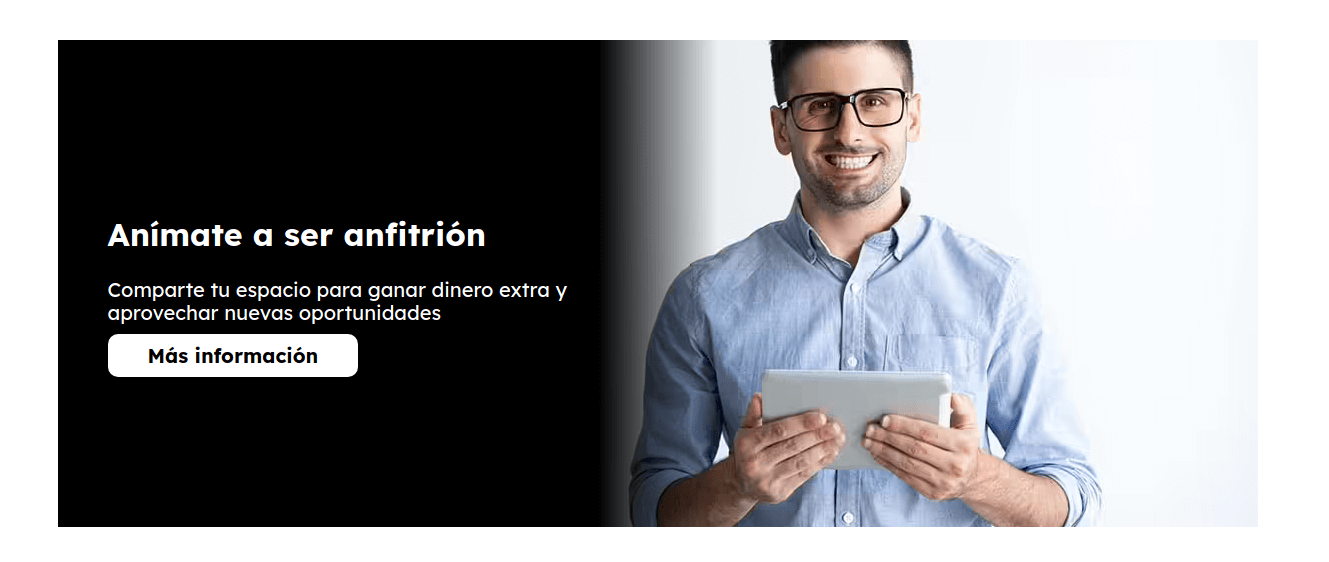 Anímate a ser anfitrión
Comparte tu espacio para ganar dinero extra y
aprovechar nuevas oportunidades
Más información